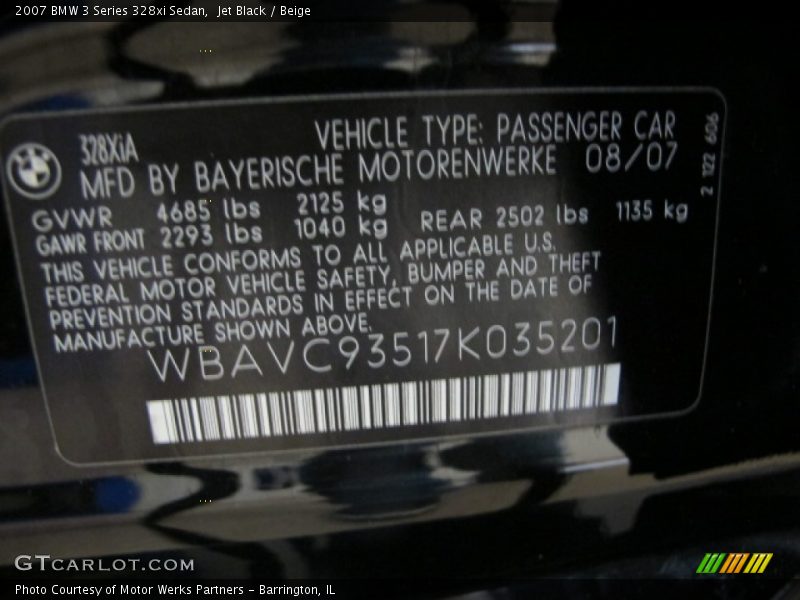 2007 BMW 3 Series 328xi Sedan, Jet Black / Beige
328XiA VEHICLE TYPE: PASSENGER CAR
MFD BY BAYERISCHE MOTORENWERKE 08/07
GVWR 4685 lbs 2125 kg
GAWR FRONT 2293 lbs 1040 kg REAR 2502 lbs 1135 kg
THIS VEHICLE CONFORMS TO ALL APPLICABLE U.S.
FEDERAL MOTOR VEHICLE SAFETY, BUMPER AND THEFT
PREVENTION STANDARDS IN EFFECT ON THE DATE OF
MANUFACTURE SHOWN ABOVE.
WBAVC93517K035201
2 122 606
GTCARLOT.COM
Photo Courtesy of Motor Werks Partners - Barrington, IL